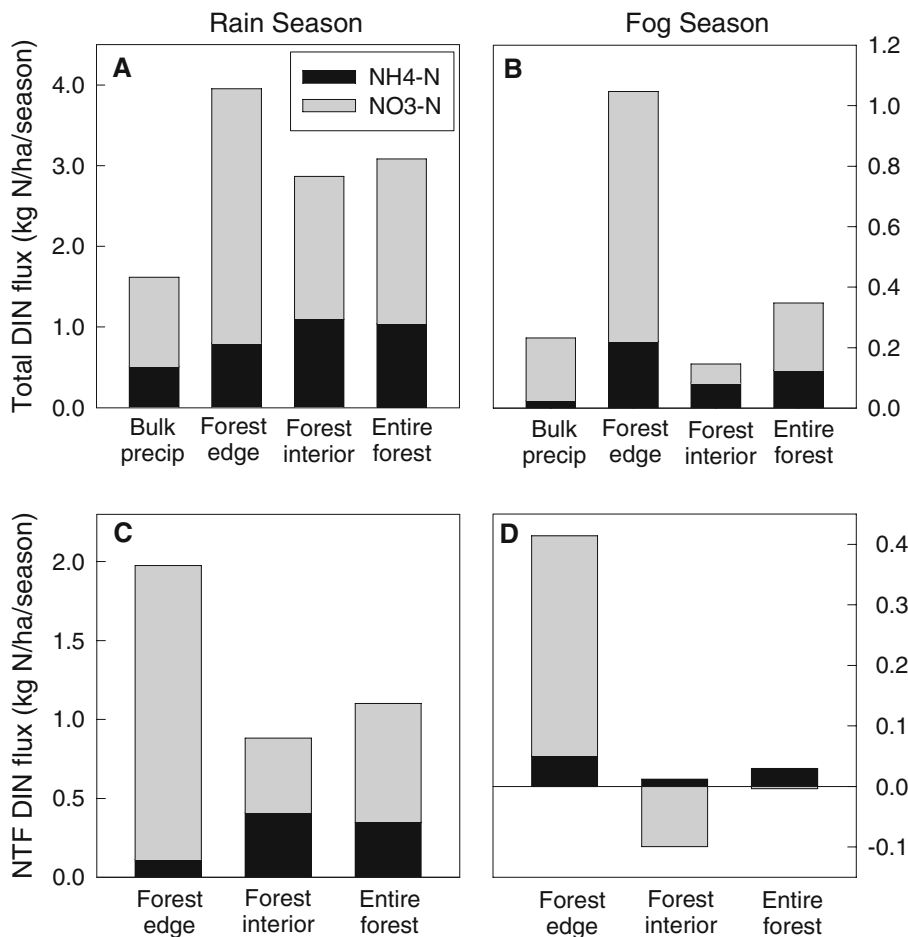 Rain Season
Fog Season
Total DIN flux (kg N/ha/season)
A
NH4-N
NO3-N
4.0
3.0
2.0
1.0
0.0
Bulk precip
Forest edge
Forest interior
Entire forest
B
1.2
1.0
0.8
0.6
0.4
0.2
0.0
Bulk precip
Forest edge
Forest interior
Entire forest
NTF DIN flux (kg N/ha/season)
C
2.0
1.5
1.0
0.5
0.0
Forest edge
Forest interior
Entire forest
D
0.4
0.3
0.2
0.1
0.0
-0.1
Forest edge
Forest interior
Entire forest